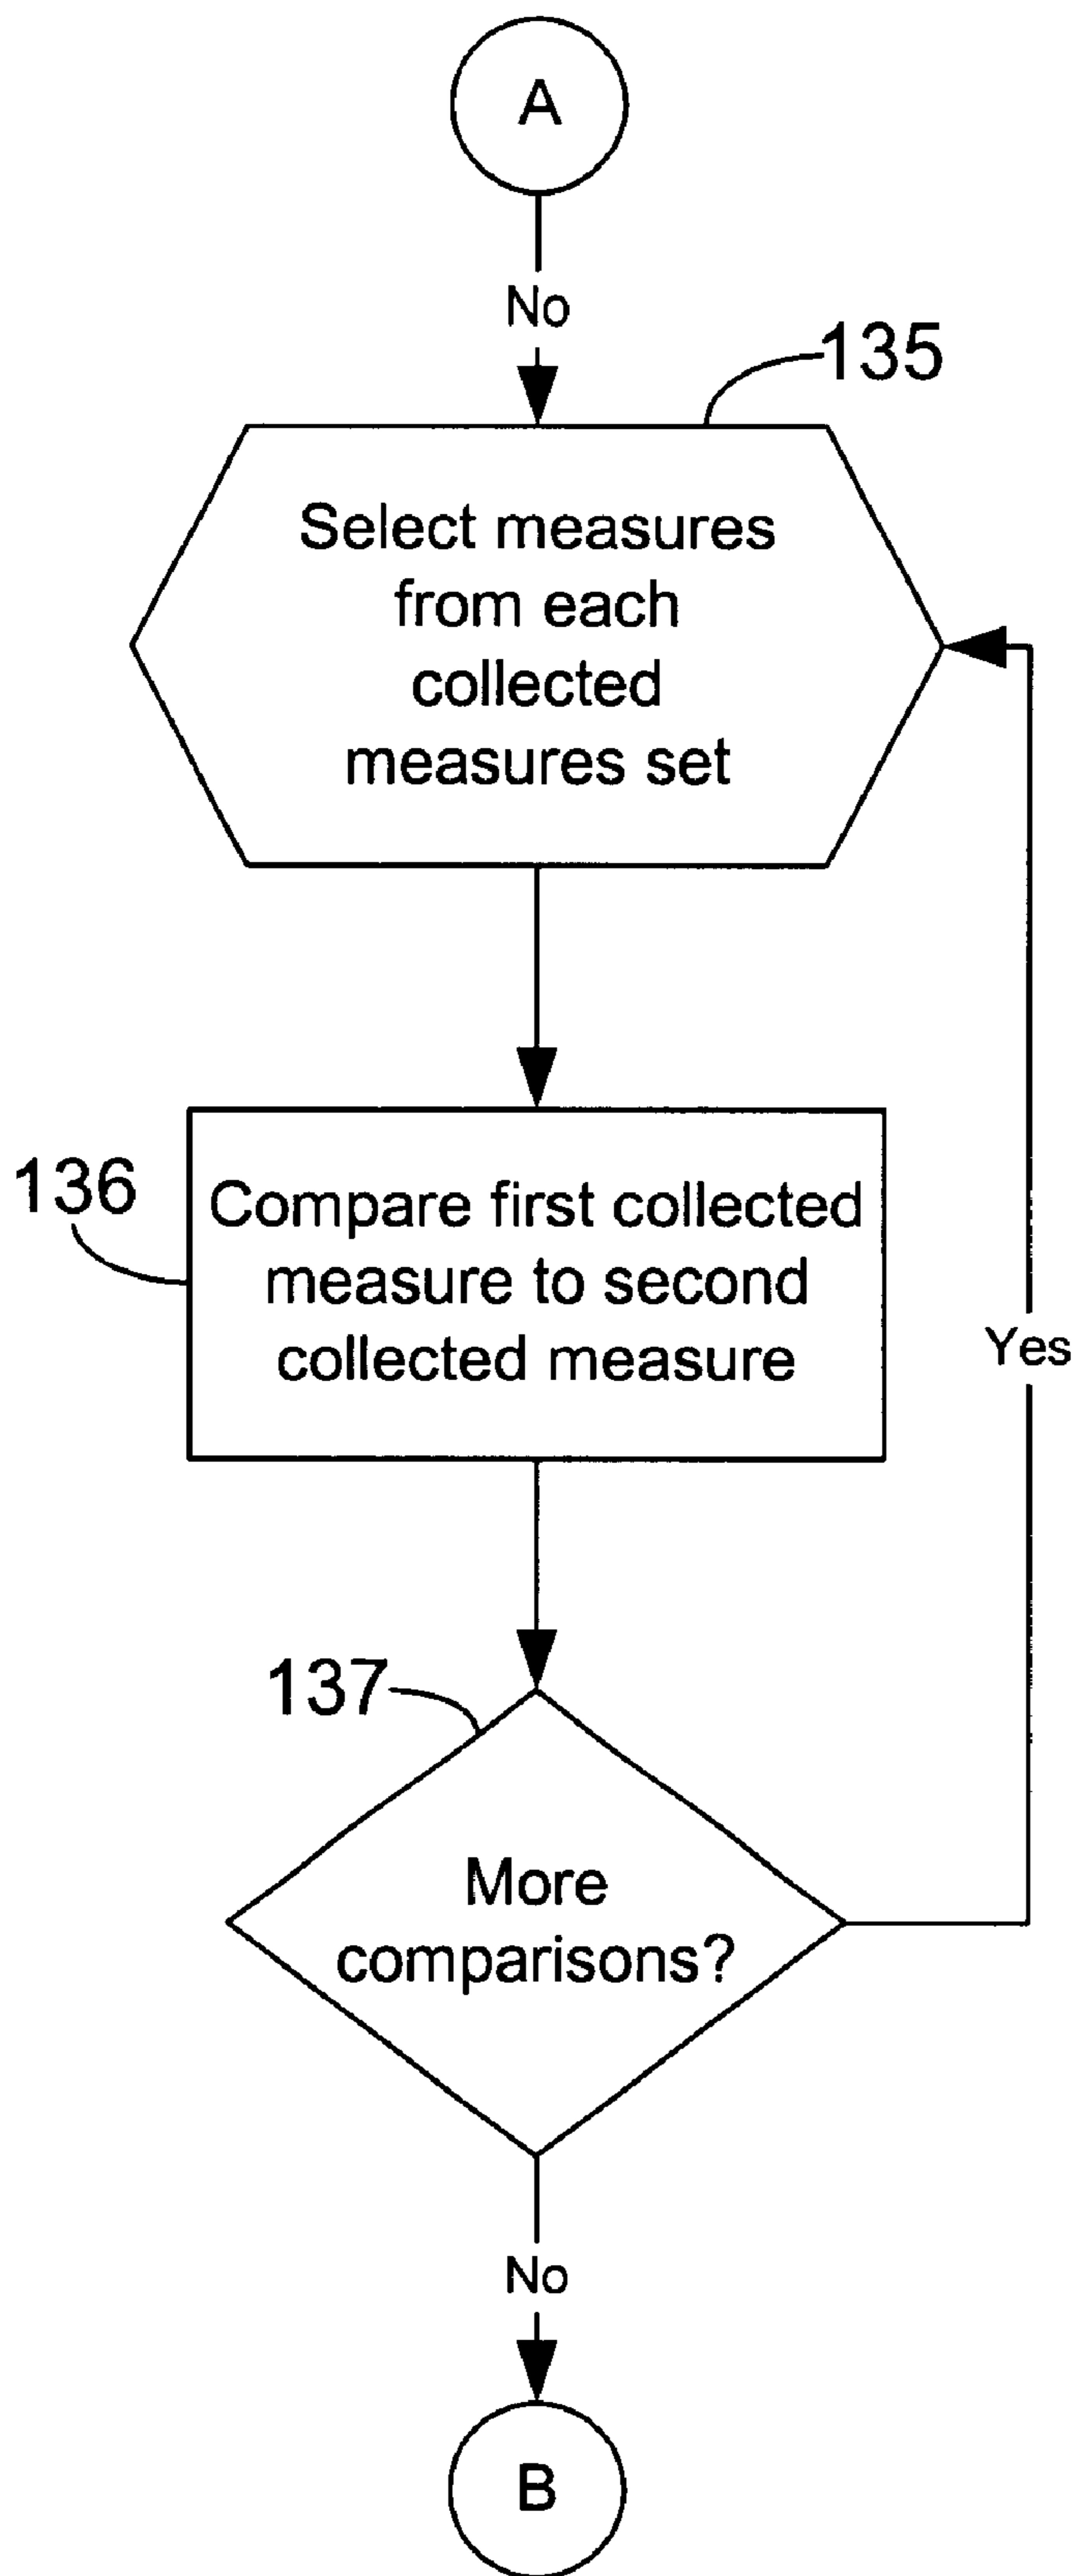 A
No
135
Select measures
from each
collected
measures set
136
Compare first collected
measure to second
collected measure
Yes
137
More
comparisons?
No
B